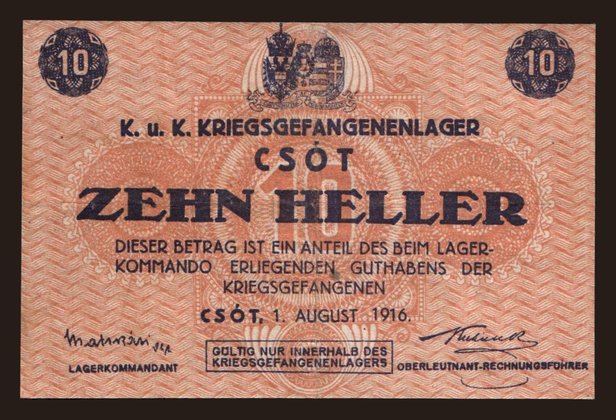 10 10
K. u. K. KRIEGSGEFANGENENLAGER
CSÓT
10
ZEHN HELLER
DIESER BETRAG IST EIN ANTEIL DES BEIM LAGER-
KOMMANDO ERLIEGENDEN GUTHABENS DER
KRIEGSGEFANGENEN
CSÓT, 1. AUGUST 1916.
LAGERKOMMANDANT
GÜLTIG NUR INNERHALB DES
KRIEGSGEFANGENENLAGERS
OBERLEUTNANT-RECHNUNGSFÜHRER